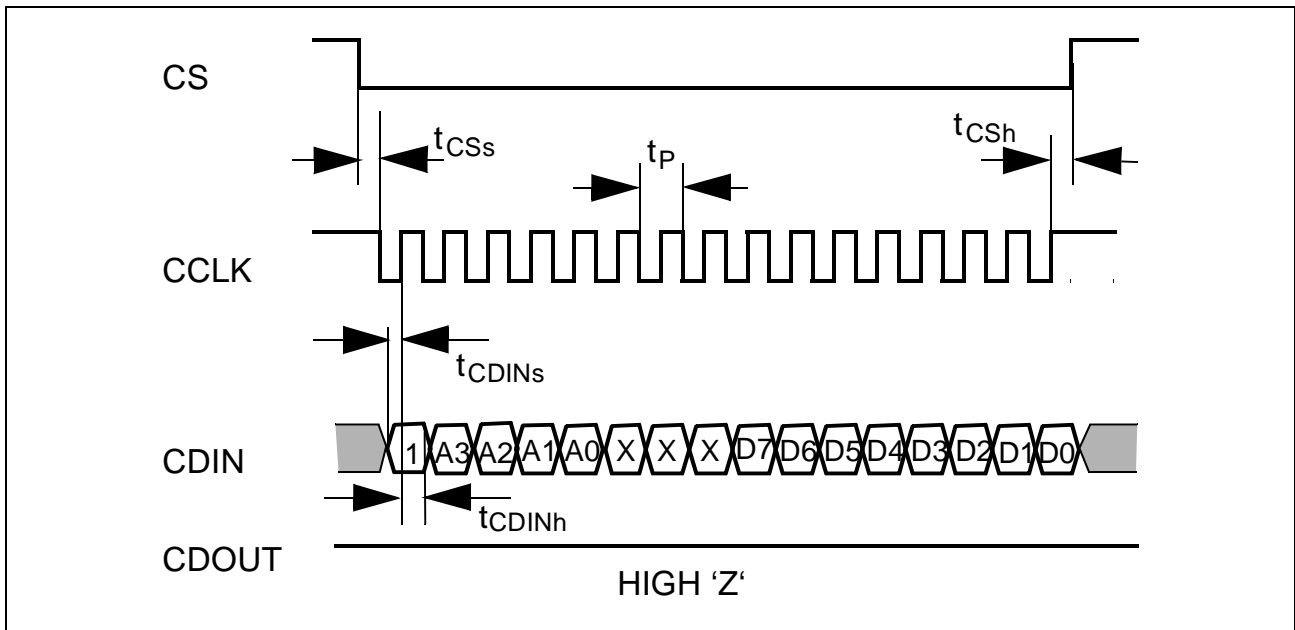 CS
tCSs
tP
tCSh
CCLK
tCDINs
CDIN
1 A3 A2 A1 A0 X X X D7 D6 D5 D4 D3 D2 D1 D0
tCDINh
CDOUT
HIGH ‘Z‘